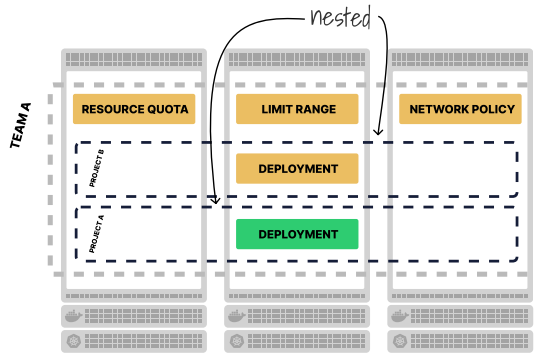 nested
TEAM A
RESOURCE QUOTA
LIMIT RANGE
NETWORK POLICY
PROJECT B
DEPLOYMENT
PROJECT A
DEPLOYMENT